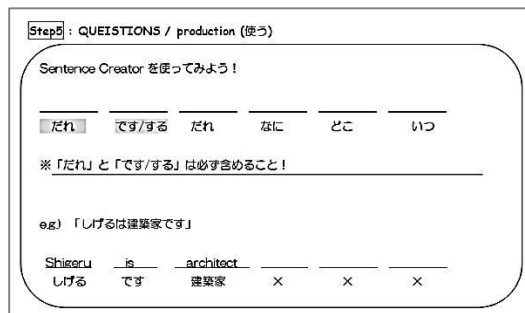 Step5 : QUEISTIONS / production (使う)
Sentence Creator を使ってみよう！
だれ です/する だれ なに どこ いつ
※「だれ」と「です/する」は必ず含めること！
e.g) 「しげるは建築家です」
Shigeru is architect
しげる です 建築家 × × ×